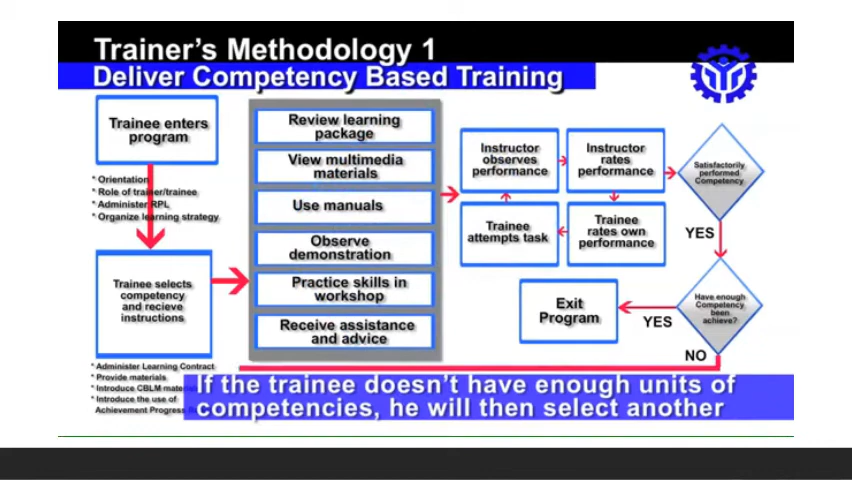 Trainer's Methodology 1
Deliver Competency Based Training
Trainee enters
program
* Orientation
* Role of trainer/trainee
* Administer RPL
* Organize learning strategy
Trainee selects
competency
and recieve
instructions
* Administer Learning Contract
* Provide materials
* Introduce CBLM
* Introduce the use of
Achievement Progress
Review learning
package
View multimedia
materials
Use manuals
Observe
demonstration
Practice skills in
workshop
Receive assistance
and advice
Instructor
observes
performance
Instructor
rates
performance
Trainee
attempts task
Trainee
rates own
performance
Satisfactorily
performed
Competency
YES
Have enough
Competency
been
achieve?
YES
Exit
Program
NO
If the trainee doesn't have enough units of
competencies, he will then select another